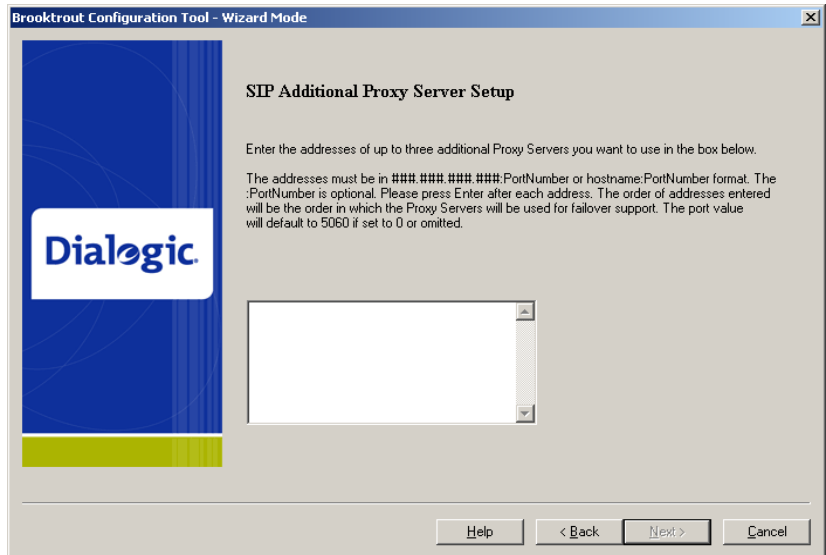 Brooktrout Configuration Tool - Wizard Mode
SIP Additional Proxy Server Setup
Enter the addresses of up to three additional Proxy Servers you want to use in the box below.
The addresses must be in ###.###.###.###:PortNumber or hostname:PortNumber format. The
:PortNumber is optional. Please press Enter after each address. The order of addresses entered
will be the order in which the Proxy Servers will be used for failover support. The port value
will default to 5060 if set to 0 or omitted.
Dialogic.
Help
< Back
Next >
Cancel